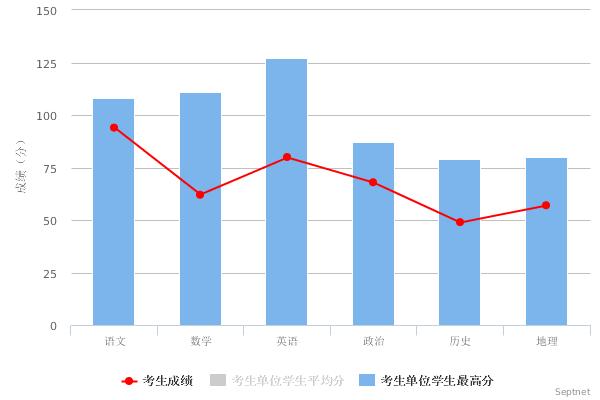 150
125
100
75
50
25
0
成绩（分）
语文 数学 英语 政治 历史 地理
考生成绩 考生单位学生平均分 考生单位学生最高分
Septnet